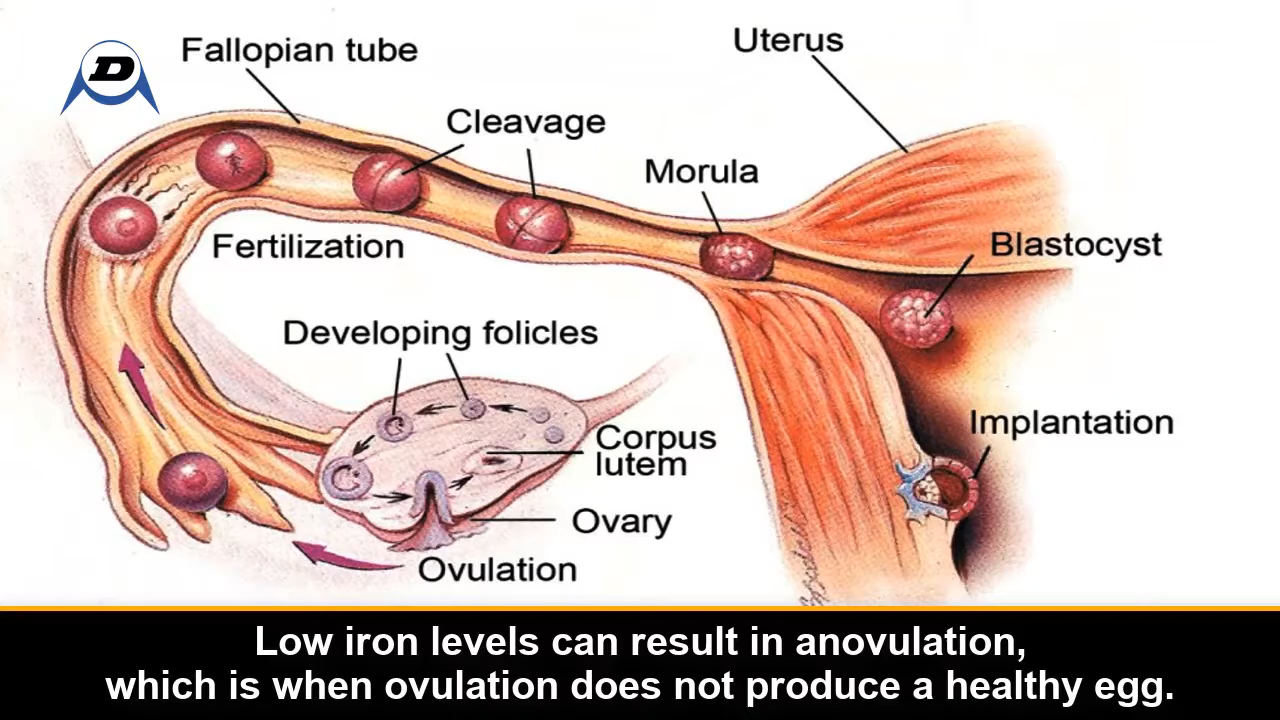 D
Fallopian tube
Uterus
Cleavage
Morula
Fertilization
Blastocyst
Developing folicles
Implantation
Corpus
lutem
Ovary
Ovulation
Low iron levels can result in anovulation,
which is when ovulation does not produce a healthy egg.